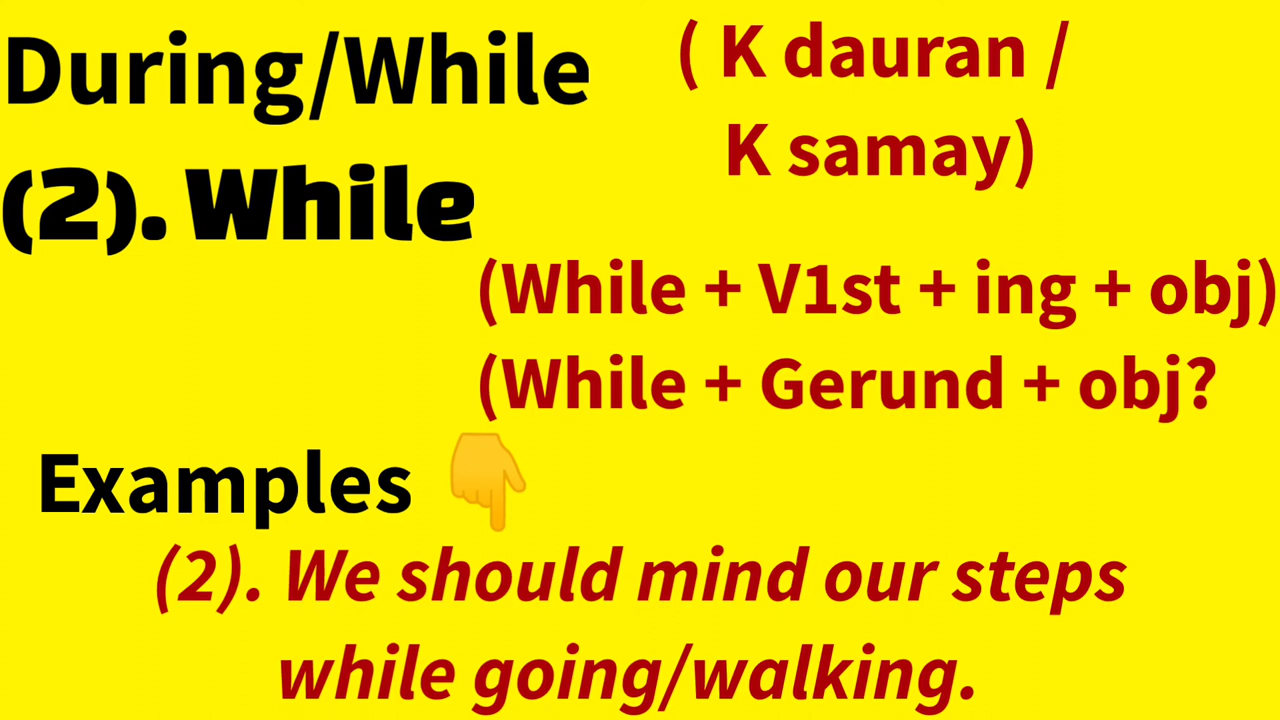 During/While
( K dauran /
K samay)
(2). While
(While + V1st + ing + obj)
(While + Gerund + obj?
Examples 👇
(2). We should mind our steps
while going/walking.